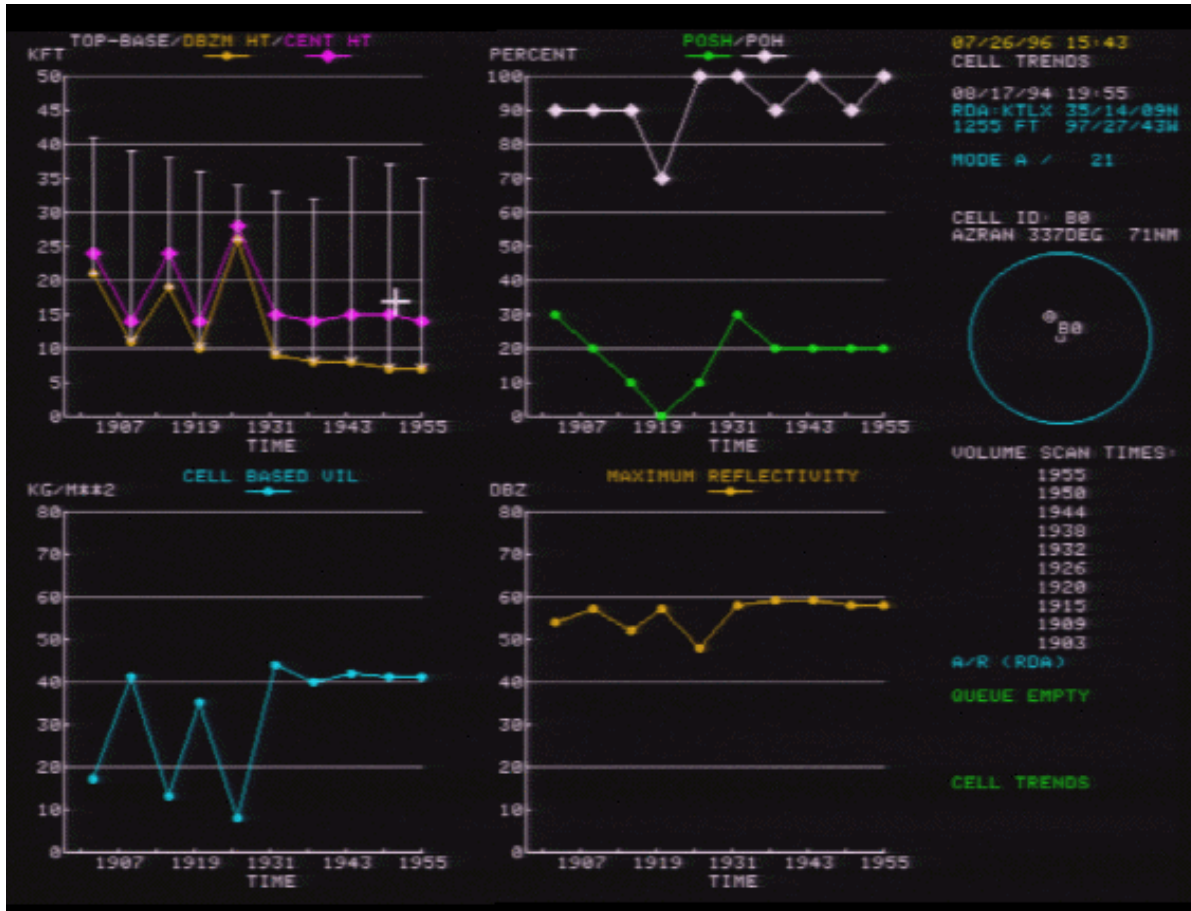 TOP-BASE/DBZM HT/CENT HT
KFT
50
45
40
35
30
25
20
15
10
5
0
1907 1919 1931 1943 1955
TIME
POSH/POH
PERCENT
100
90
80
70
60
50
40
30
20
10
0
1907 1919 1931 1943 1955
TIME
07/26/96 15:43
CELL TRENDS
08/17/94 19:55
RDA:KTLX 35/14/09N
1255 FT 97/27/43W
MODE A / 21
CELL ID: B0
AZRAN 337DEG 71NM
B0
CELL BASED VIL
KG/M**2
80
70
60
50
40
30
20
10
0
1907 1919 1931 1943 1955
TIME
MAXIMUM REFLECTIVITY
DBZ
80
70
60
50
40
30
20
10
0
1907 1919 1931 1943 1955
TIME
VOLUME SCAN TIMES:
1955
1950
1944
1938
1932
1926
1920
1915
1909
1903
A/R (RDA)
QUEUE EMPTY
CELL TRENDS